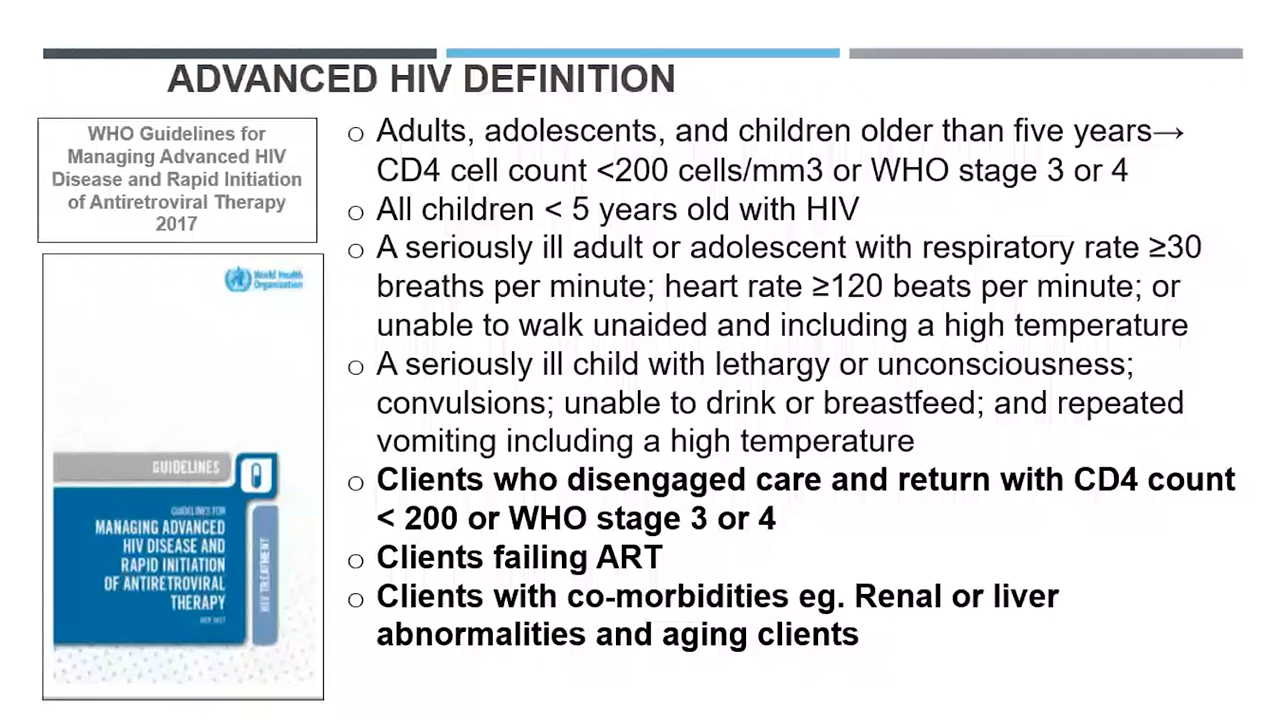 ADVANCED HIV DEFINITION
WHO Guidelines for
Managing Advanced HIV
Disease and Rapid Initiation
of Antiretroviral Therapy
2017
World Health
Organization
GUIDELINES
GUIDELINES FOR
MANAGING ADVANCED
HIV DISEASE AND
RAPID INITIATION
OF ANTIRETROVIRAL
THERAPY
HIV TREATMENT
o Adults, adolescents, and children older than five years→
CD4 cell count <200 cells/mm3 or WHO stage 3 or 4
o All children < 5 years old with HIV
o A seriously ill adult or adolescent with respiratory rate ≥30
breaths per minute; heart rate ≥120 beats per minute; or
unable to walk unaided and including a high temperature
o A seriously ill child with lethargy or unconsciousness;
convulsions; unable to drink or breastfeed; and repeated
vomiting including a high temperature
o Clients who disengaged care and return with CD4 count
< 200 or WHO stage 3 or 4
o Clients failing ART
o Clients with co-morbidities eg. Renal or liver
abnormalities and aging clients